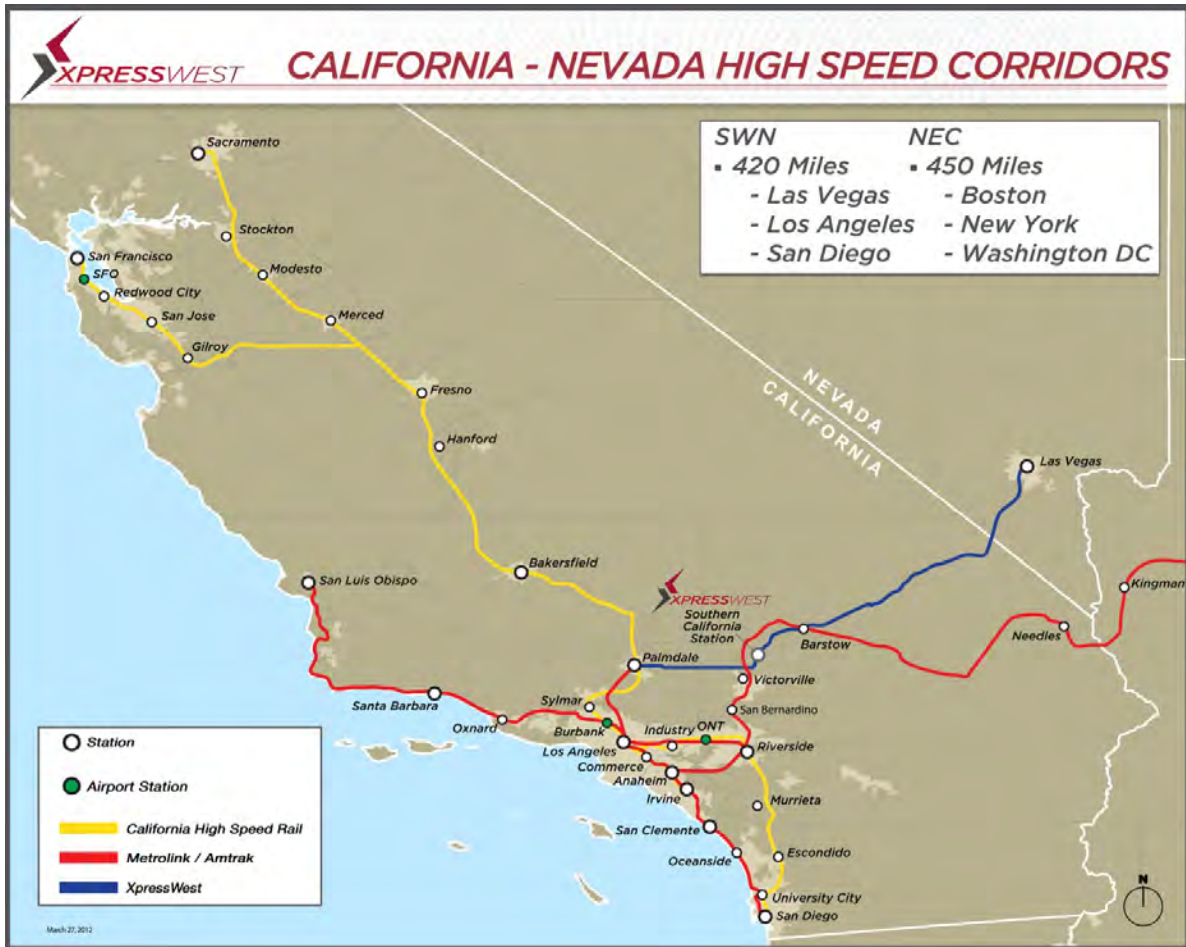 XPRESSWEST
CALIFORNIA - NEVADA HIGH SPEED CORRIDORS
SWN
▪ 420 Miles
- Las Vegas
- Los Angeles
- San Diego
NEC
▪ 450 Miles
- Boston
- New York
- Washington DC
Sacramento
Stockton
San Francisco
SFO
Modesto
Redwood City
San Jose
Merced
Gilroy
Fresno
Hanford
NEVADA
CALIFORNIA
Las Vegas
Bakersfield
San Luis Obispo
XPRESSWEST
Southern
California
Station
Kingman
Needles
Barstow
Palmdale
Victorville
Sylmar
Santa Barbara
San Bernardino
Oxnard
Burbank
Industry
ONT
Los Angeles
Riverside
Commerce
Anaheim
Irvine
Murrieta
San Clemente
Oceanside
Escondido
University City
San Diego
Station
Airport Station
California High Speed Rail
Metrolink / Amtrak
XpressWest
N
March 27, 2012